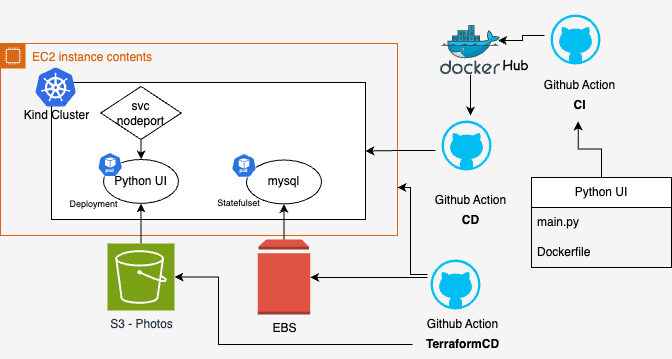 EC2 instance contents
Kind Cluster
svc
nodeport
pod
Python UI
Deployment
pod
mysql
Statefulset
docker Hub
Github Action
CI
Github Action
CD
Python UI
main.py
Dockerfile
S3 - Photos
EBS
Github Action
TerraformCD